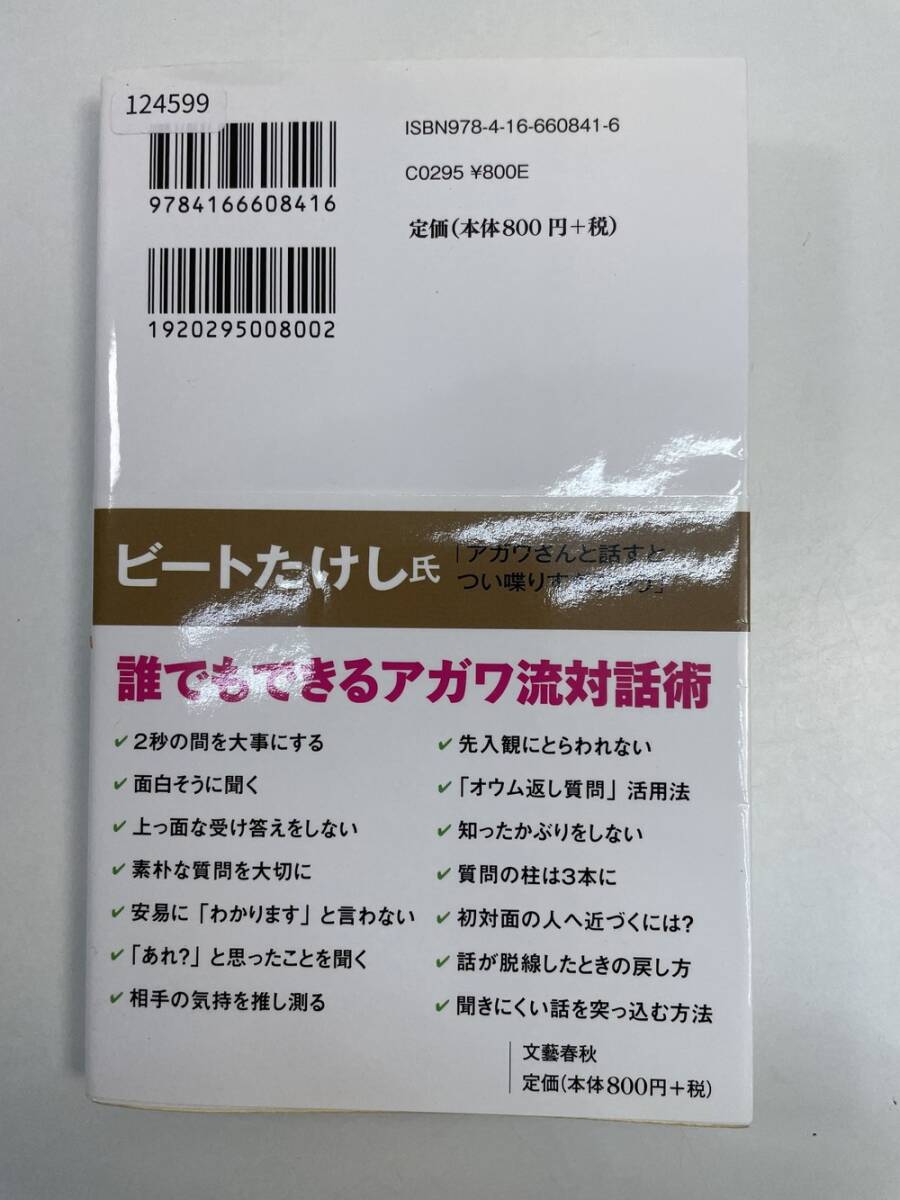 124599
ISBN978-4-16-660841-6
C0295 ¥800E
9784166608416
定価(本体800円+税)
1920295008002
ビートたけし氏
「アガワさんと話すと
つい喋りす
誰でもできるアガワ流対話術
✓ 2秒の間を大事にする
✓ 面白そうに聞く
✓ 上っ面な受け答えをしない
✓ 素朴な質問を大切に
✓ 安易に「わかります」と言わない
✓ 「あれ?」と思ったことを聞く
✓ 相手の気持を推し測る
✓ 先入観にとらわれない
✓ 「オウム返し質問」活用法
✓ 知ったかぶりをしない
✓ 質問の柱は3本に
✓ 初対面の人へ近づくには?
✓ 話が脱線したときの戻し方
✓ 聞きにくい話を突っ込む方法
文藝春秋
定価(本体800円+税)